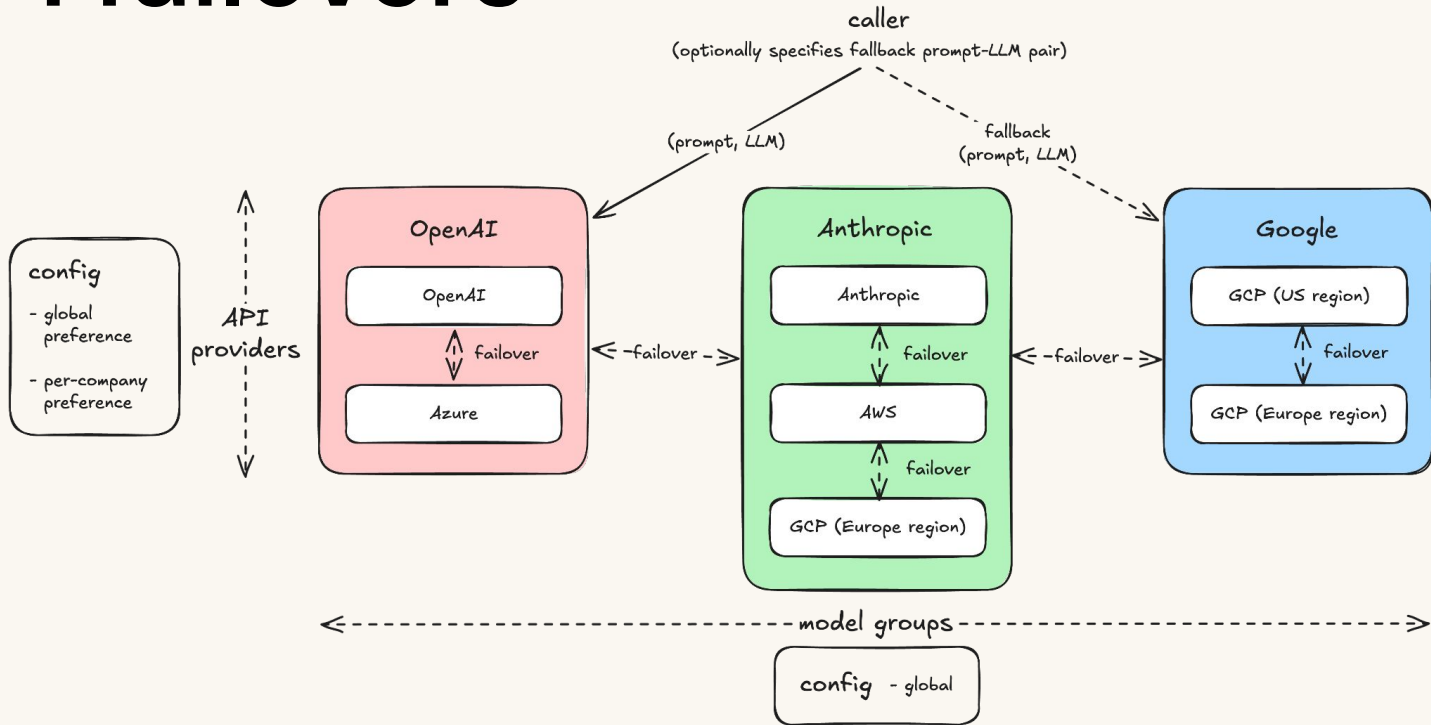 caller
(optionally specifies fallback prompt-LLM pair)
(prompt, LLM)
fallback
(prompt, LLM)
config
- global
preference
- per-company
preference
API
providers
OpenAI
OpenAI
failover
Azure
failover
Anthropic
Anthropic
failover
AWS
failover
GCP (Europe region)
failover
Google
GCP (US region)
failover
GCP (Europe region)
model groups
config - global